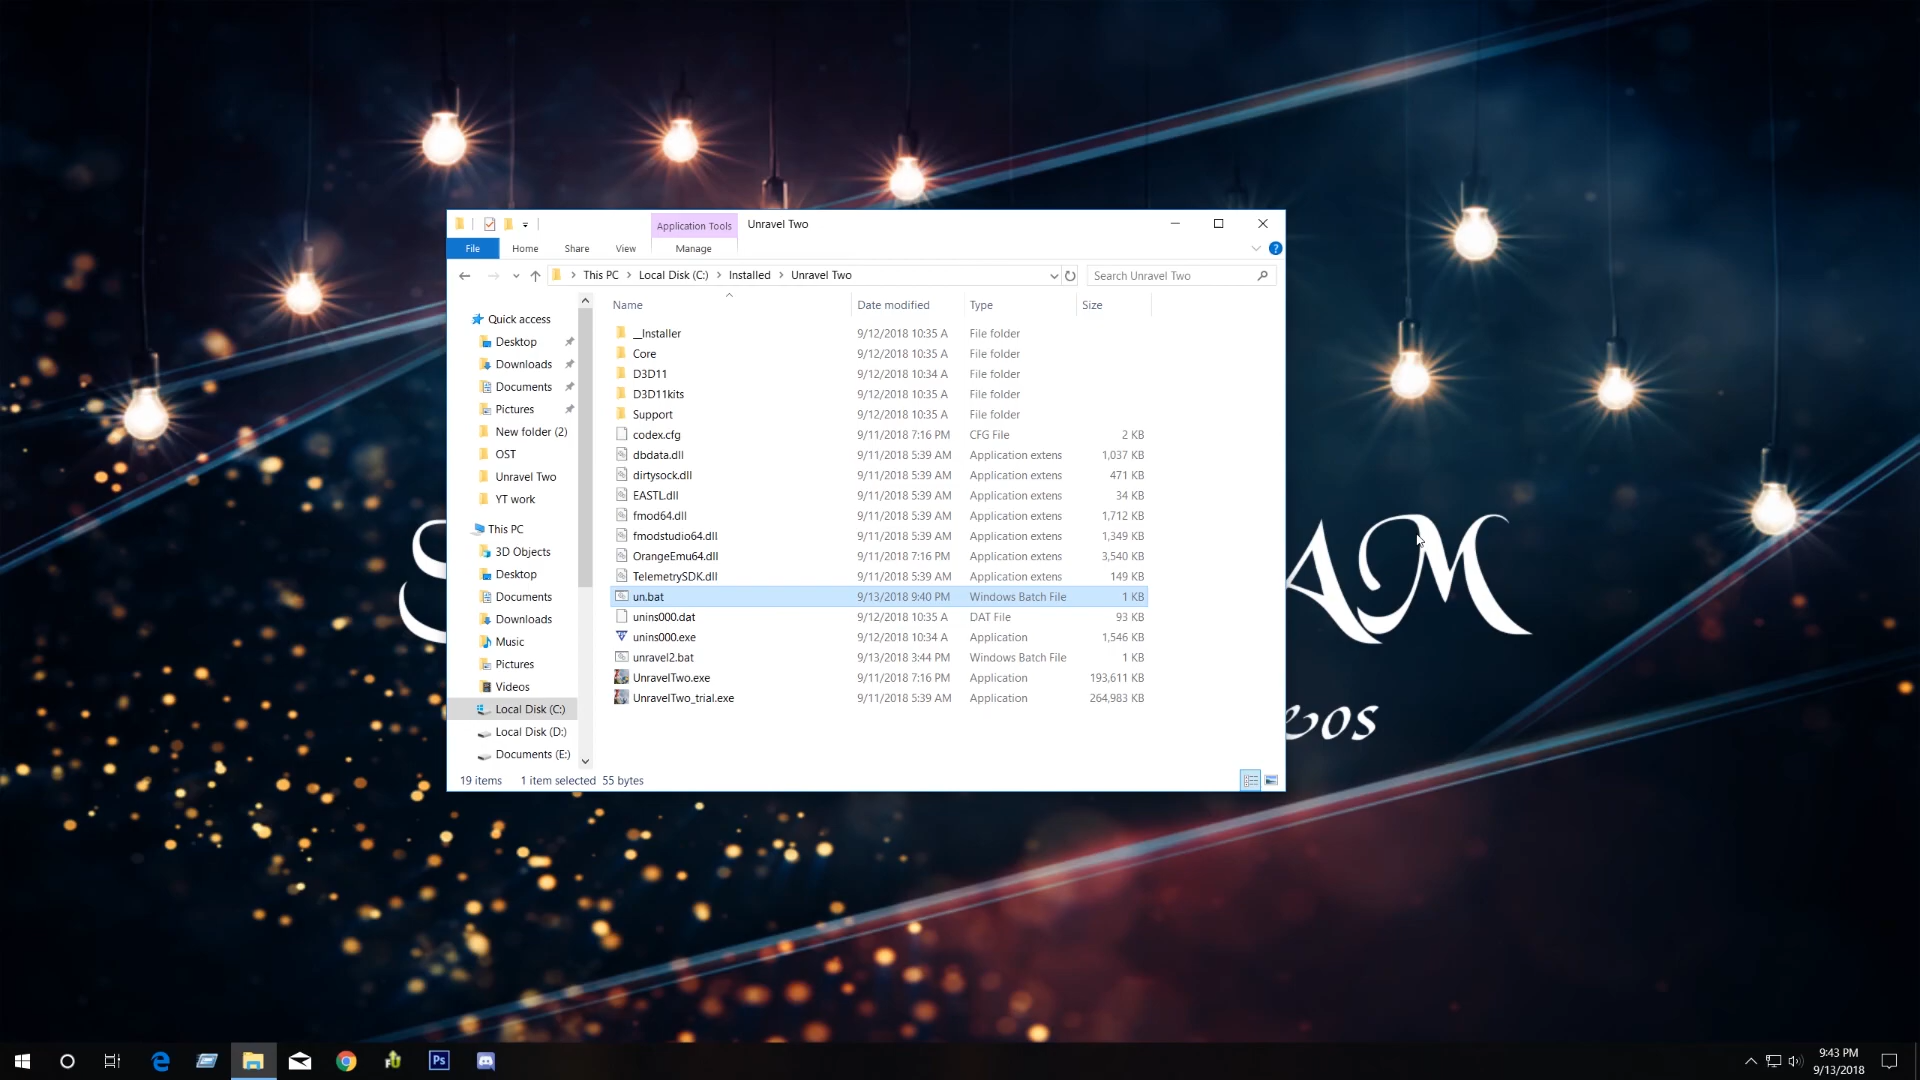 Application Tools
Unravel Two
File
Home
Share
View
Manage
This PC
Local Disk (C:)
Installed
Unravel Two
Search Unravel Two
Name
Date modified
Type
Size
Quick access
Desktop
Downloads
Documents
Pictures
New folder (2)
OST
Unravel Two
YT work
This PC
3D Objects
Desktop
Documents
Downloads
Music
Pictures
Videos
Local Disk (C:)
Local Disk (D:)
Documents (E:)
__Installer 9/12/2018 10:35 A File folder
Core 9/12/2018 10:35 A File folder
D3D11 9/12/2018 10:34 A File folder
D3D11kits 9/12/2018 10:35 A File folder
Support 9/12/2018 10:35 A File folder
codex.cfg 9/11/2018 7:16 PM CFG File 2 KB
dbdata.dll 9/11/2018 5:39 AM Application extens 1,037 KB
dirtysock.dll 9/11/2018 5:39 AM Application extens 471 KB
EASTL.dll 9/11/2018 5:39 AM Application extens 34 KB
fmod64.dll 9/11/2018 5:39 AM Application extens 1,712 KB
fmodstudio64.dll 9/11/2018 5:39 AM Application extens 1,349 KB
OrangeEmu64.dll 9/11/2018 7:16 PM Application extens 3,540 KB
TelemetrySDK.dll 9/11/2018 5:39 AM Application extens 149 KB
un.bat 9/13/2018 9:40 PM Windows Batch File 1 KB
unins000.dat 9/12/2018 10:35 A DAT File 93 KB
unins000.exe 9/12/2018 10:34 A Application 1,546 KB
unravel2.bat 9/13/2018 3:44 PM Windows Batch File 1 KB
UnravelTwo.exe 9/11/2018 7:16 PM Application 193,611 KB
UnravelTwo_trial.exe 9/11/2018 5:39 AM Application 264,983 KB
19 items 1 item selected 55 bytes
Ps
9:43 PM
9/13/2018